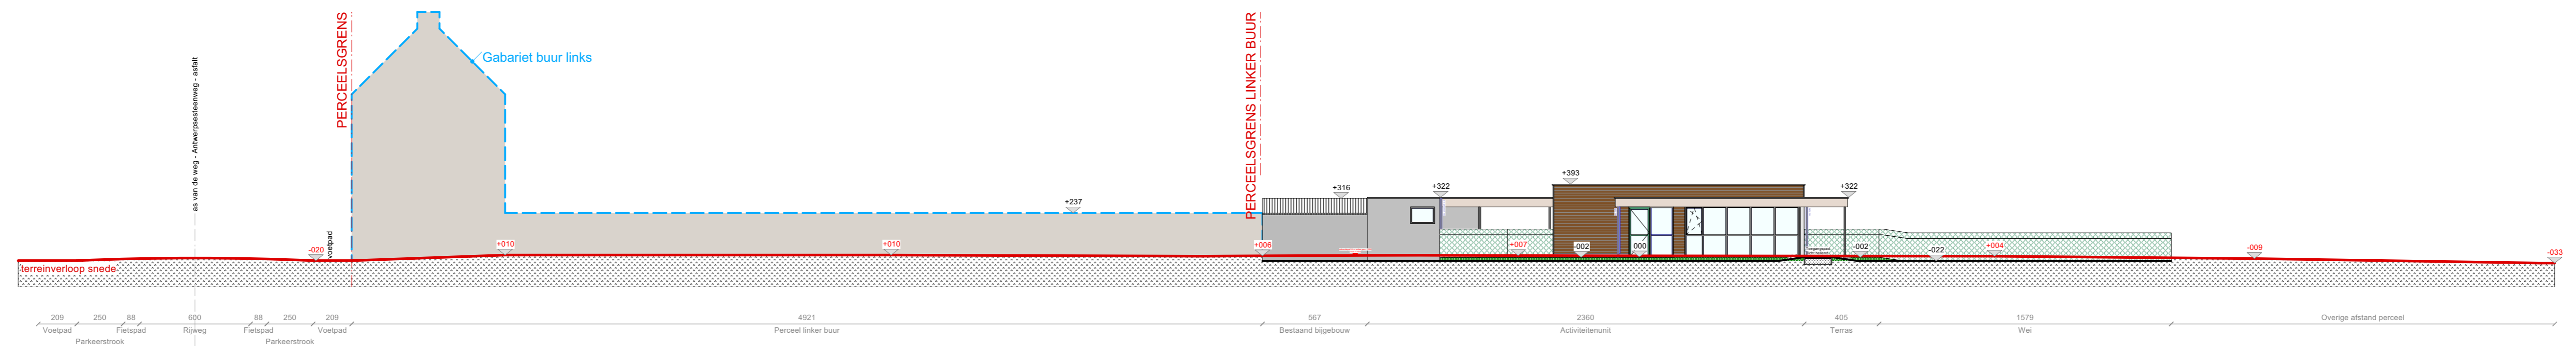 PERCEELSGRENS
PERCEELSGRENS LINKER BUUR
as van de weg - Antwerpsesteenweg - asfalt
Gabariet buur links
+393
+316
+322
+322
+237
voetpad
-020
+010
+010
+006
+007
-002
000
-002
-022
+004
-009
-033
terreinverloop snede
209
250
88
600
88
250
209
4921
567
2360
405
1579
Overige afstand perceel
Voetpad
Fietspad
Rijweg
Fietspad
Voetpad
Perceel linker buur
Bestaand bijgebouw
Activiteitenunit
Terras
Wei
Parkeerstrook
Parkeerstrook